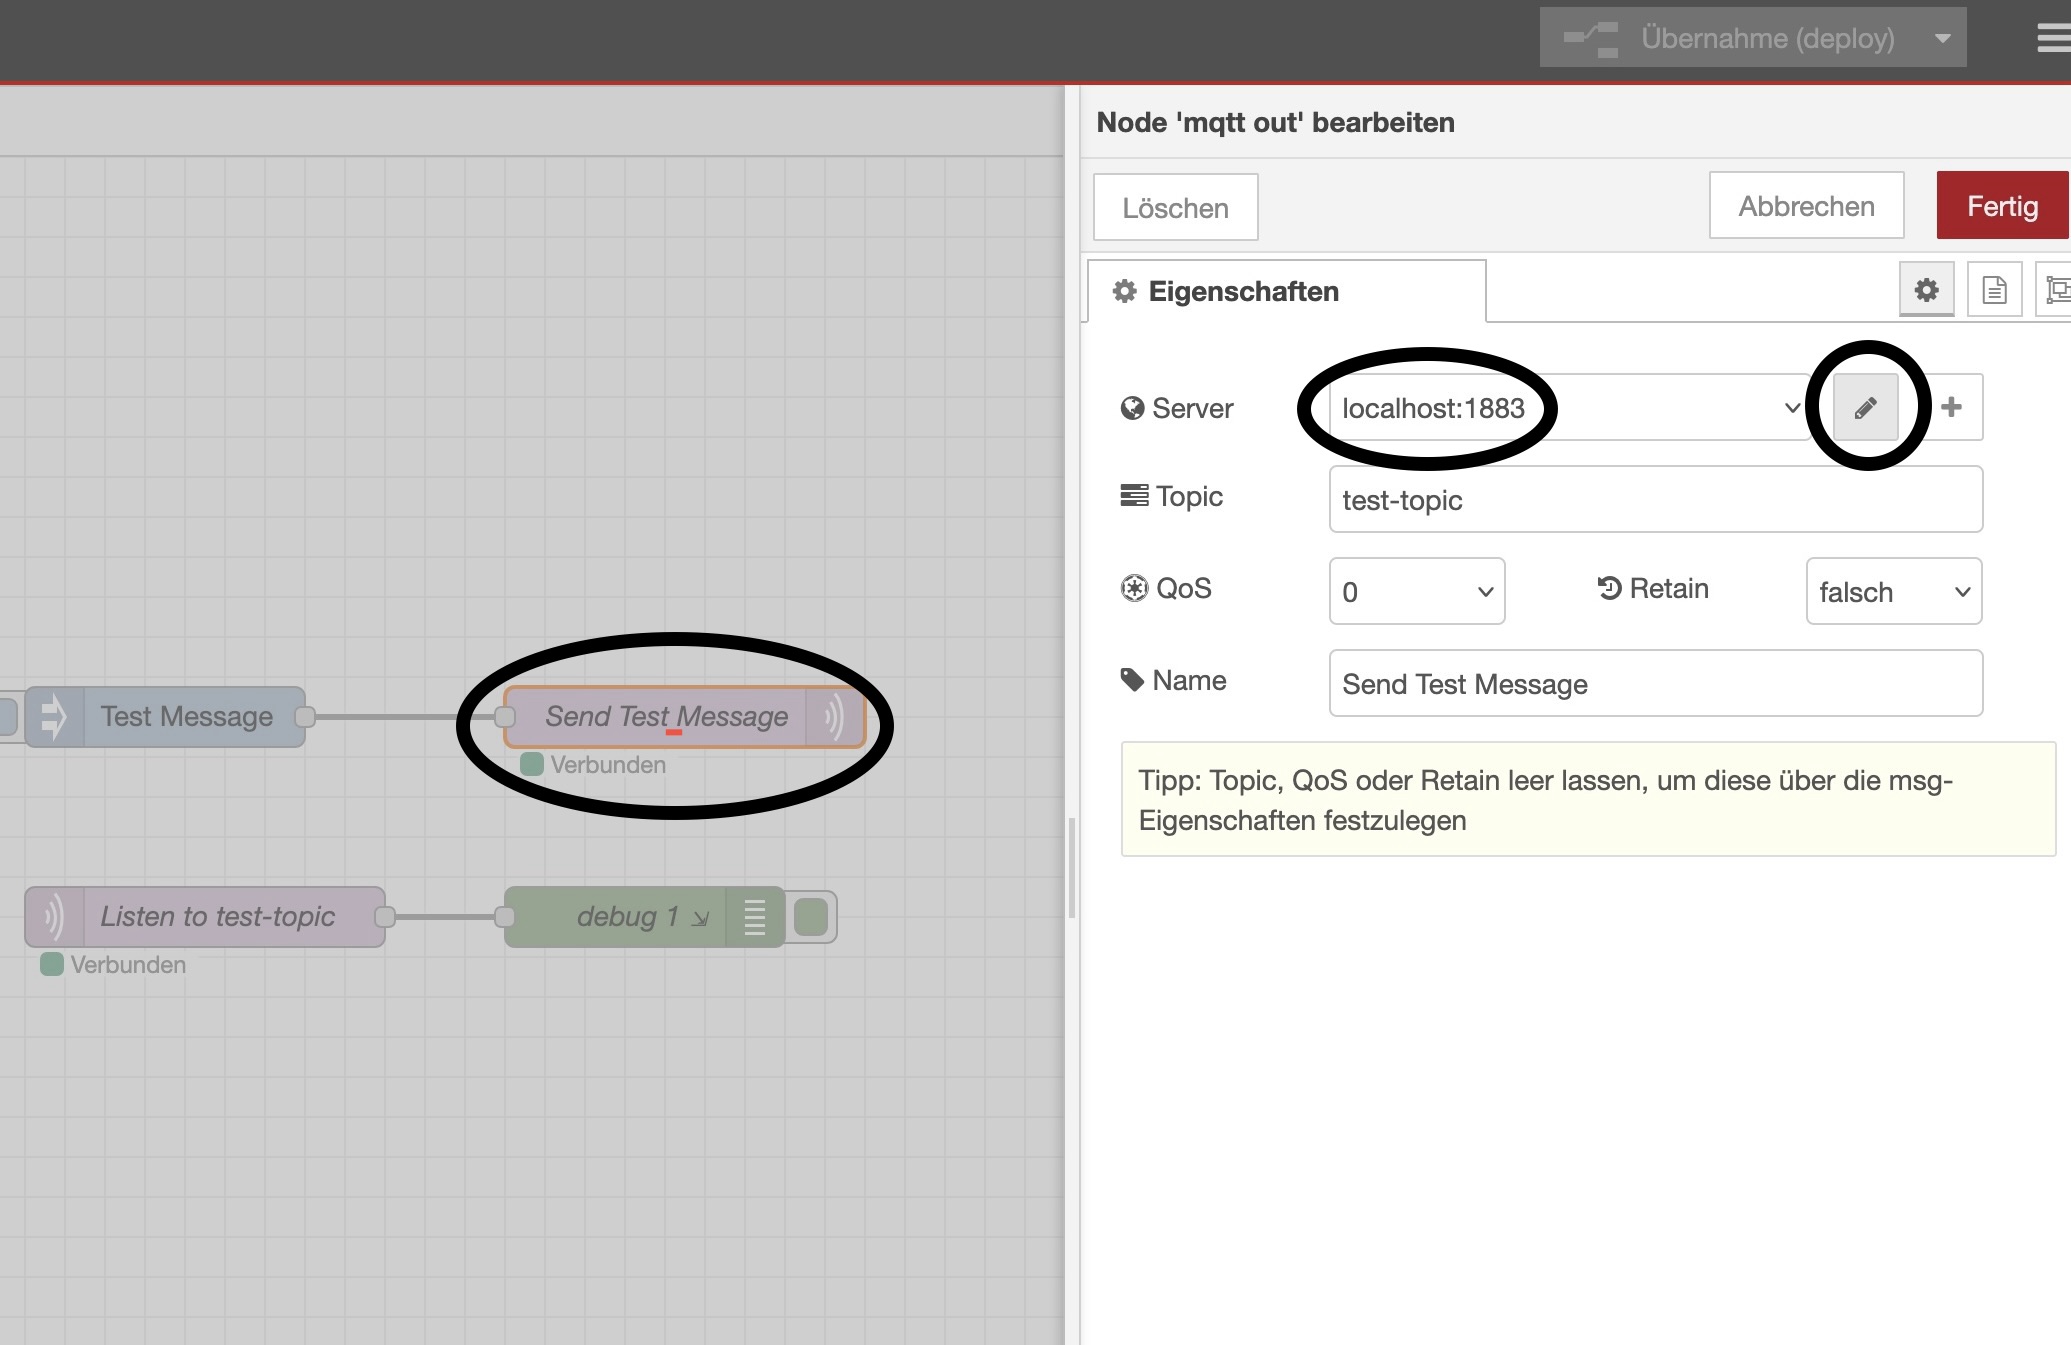 Übernahme (deploy)
Node 'mqtt out' bearbeiten
Löschen
Abbrechen
Fertig
Eigenschaften
Server
localhost:1883
Topic
test-topic
QoS
0
Retain
falsch
Name
Send Test Message
Tipp: Topic, QoS oder Retain leer lassen, um diese über die msg-
Eigenschaften festzulegen
Test Message
Send Test Message
Verbunden
Listen to test-topic
debug 1
Verbunden